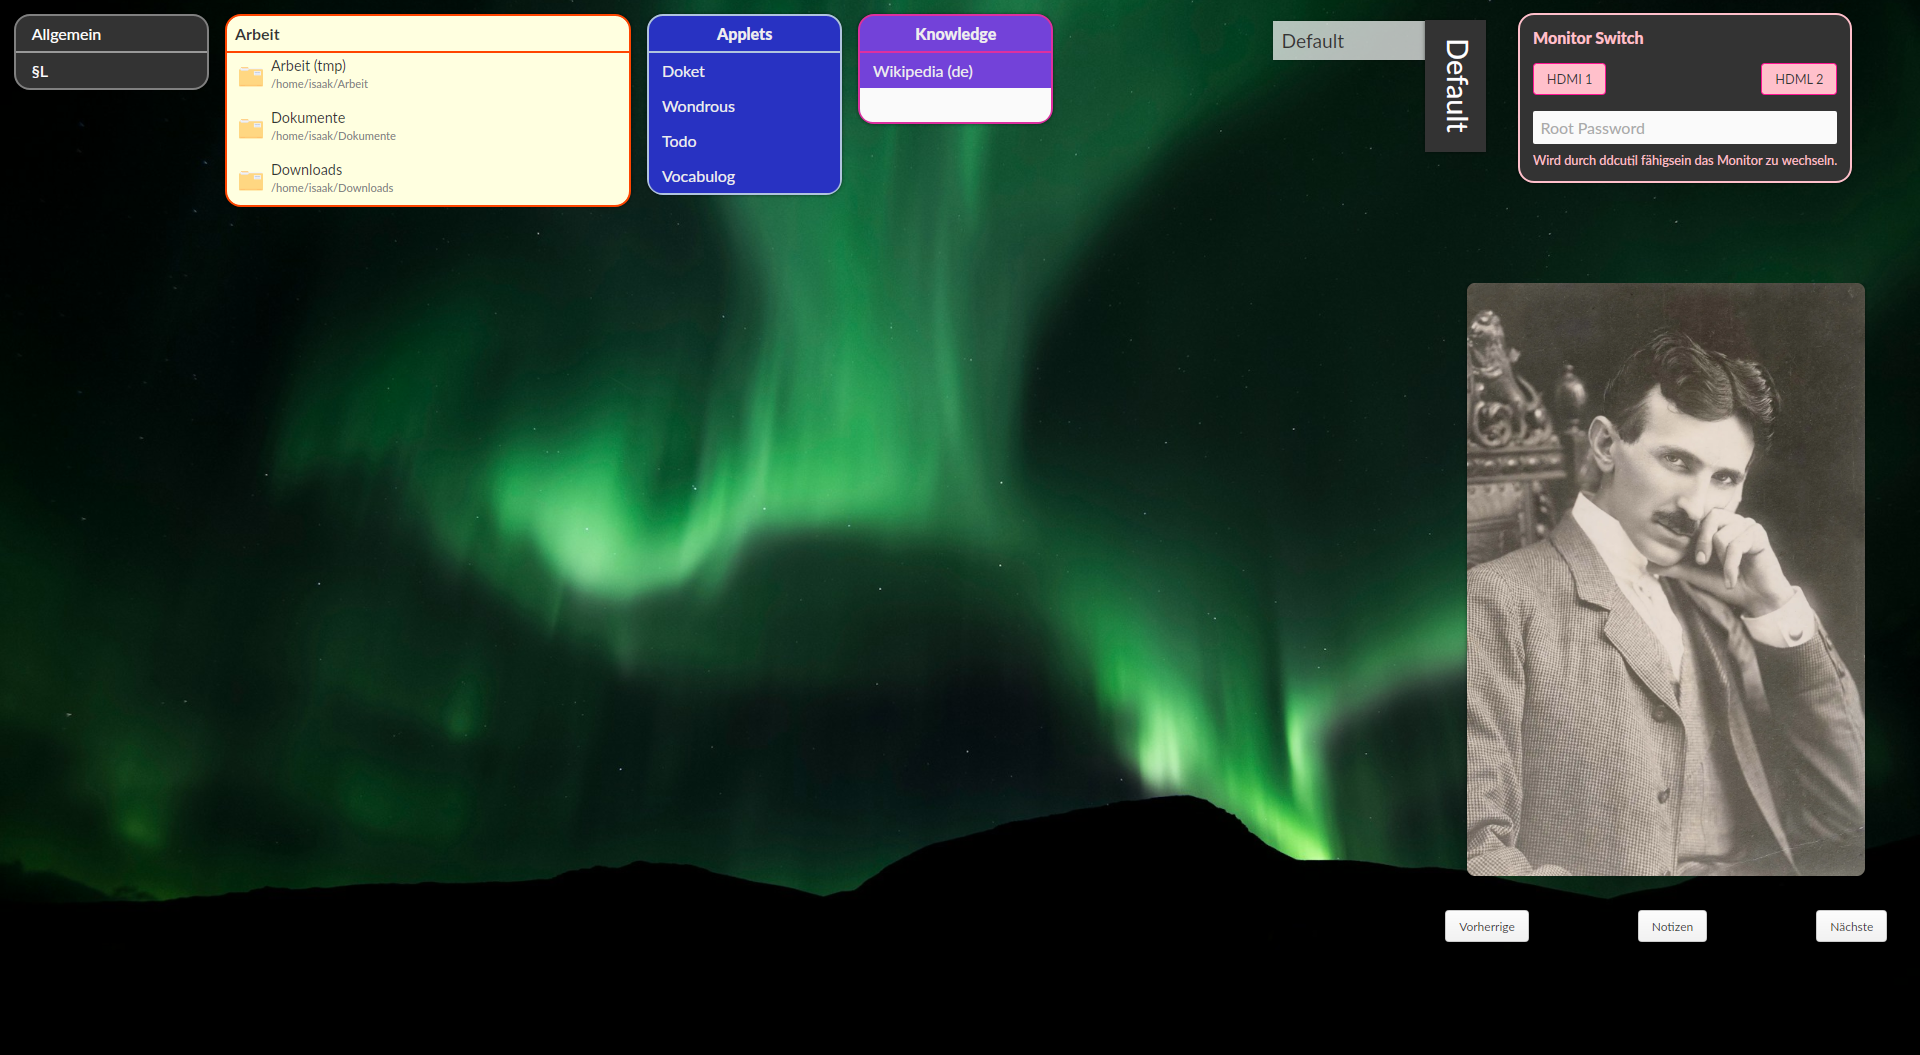 Allgemein
§L
Arbeit
Arbeit (tmp)
/home/isaak/Arbeit
Dokumente
/home/isaak/Dokumente
Downloads
/home/isaak/Downloads
Applets
Doket
Wondrous
Todo
Vocabulog
Knowledge
Wikipedia (de)
Default
Default
Monitor Switch
HDMI 1
HDML 2
Root Password
Wird durch ddcutil fähigsein das Monitor zu wechseln.
Vorherrige
Notizen
Nächste